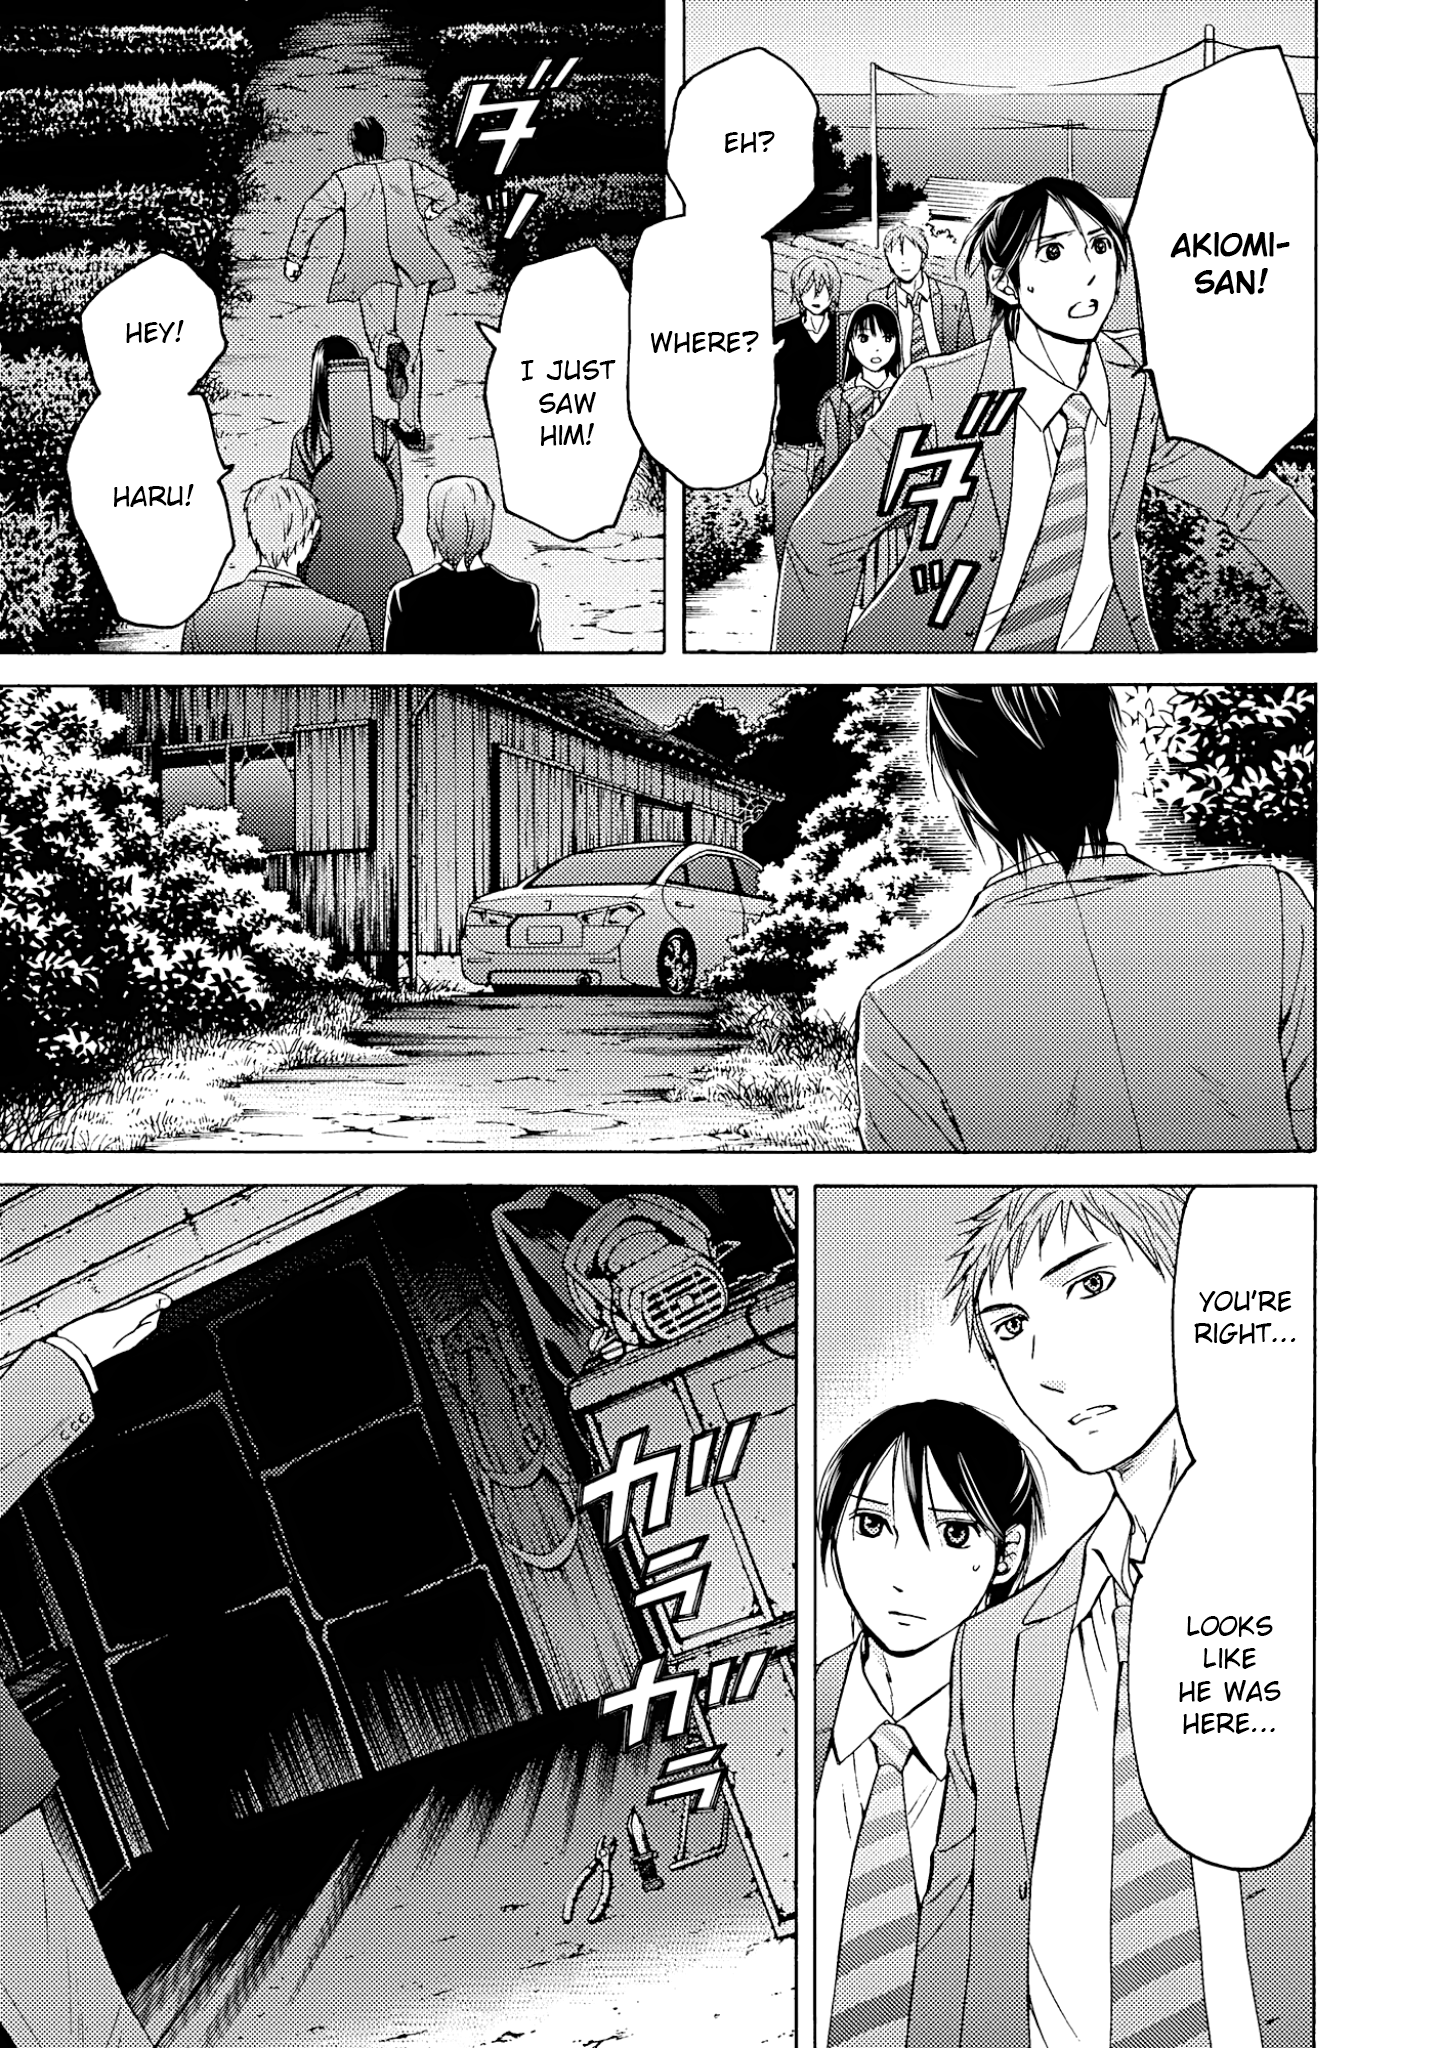 AKIOMI-
SAN!
ダッ
EH?
WHERE?
I JUST
SAW
HIM!
ダッ
HEY!
HARU!
YOU'RE
RIGHT...
LOOKS
LIKE
HE WAS
HERE...
ガラガラ